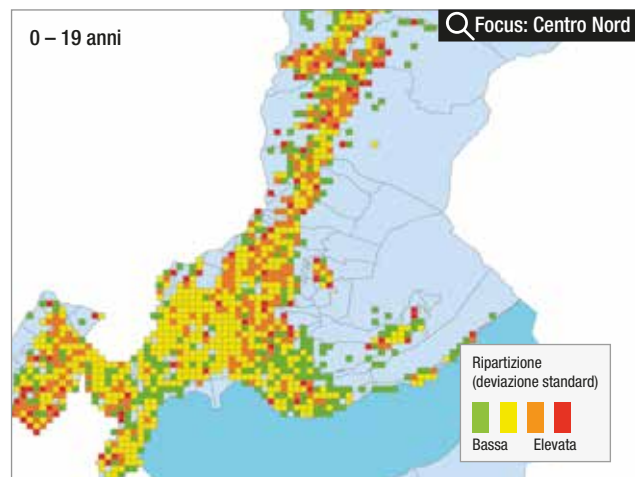 0 – 19 anni
Focus: Centro Nord
Ripartizione
(deviazione standard)
Bassa Elevata